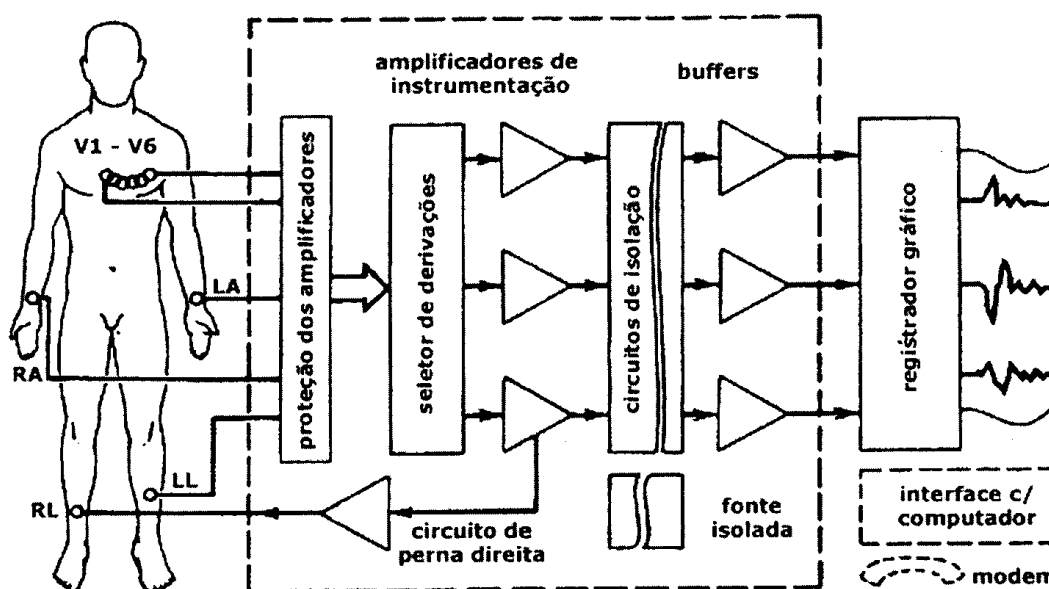 amplificadores de
instrumentação
buffers
V1 - V6
LA
RA
LL
RL
proteção dos amplificadores
seletor de derivações
circuitos de isolação
registrador gráfico
circuito de
perna direita
fonte
isolada
interface c/
computador
modem